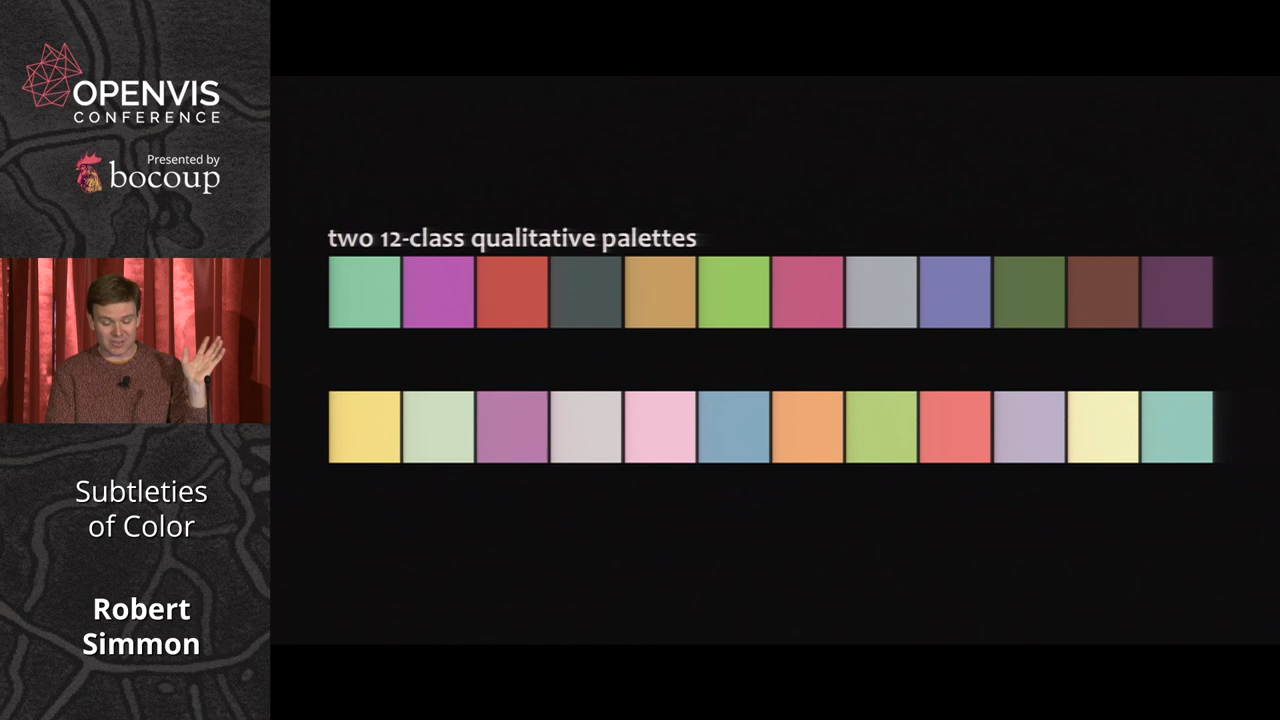 OPENVIS
CONFERENCE
Presented by
bocoup
Subtleties
of Color
Robert
Simmon
two 12-class qualitative palettes